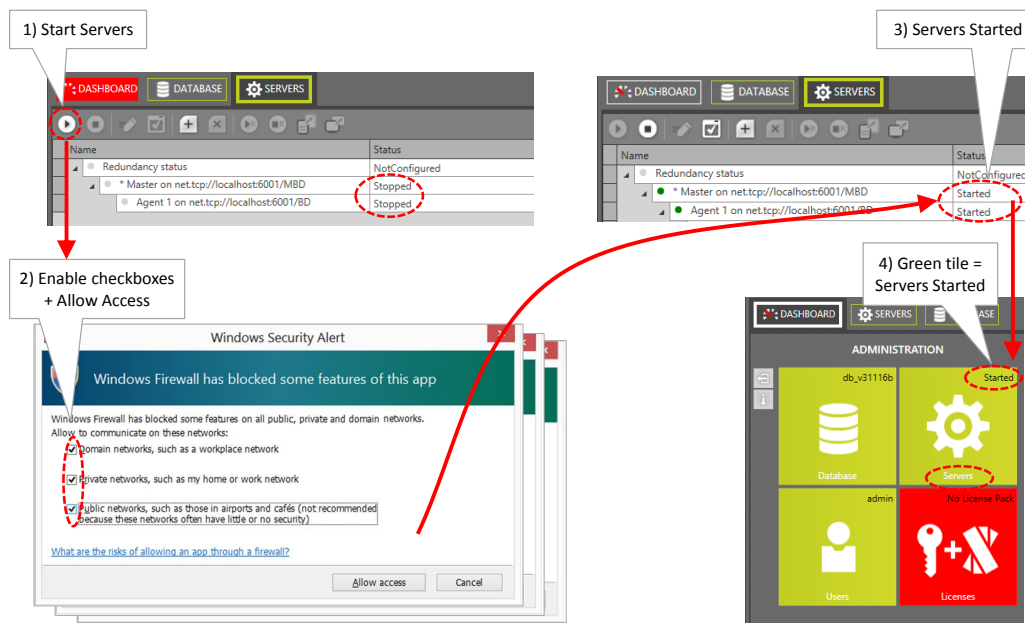 1) Start Servers
DASHBOARD
DATABASE
SERVERS
Name
Status
Redundancy status
NotConfigured
* Master on net.tcp://localhost:6001/MBD
Stopped
Agent 1 on net.tcp://localhost:6001/BD
Stopped
2) Enable checkboxes
+ Allow Access
Windows Security Alert
Windows Firewall has blocked some features of this app
Windows Firewall has blocked some features on all public, private and domain networks.
Allow to communicate on these networks:
Domain networks, such as a workplace network
Private networks, such as my home or work network
Public networks, such as those in airports and cafés (not recommended
because these networks often have little or no security)
What are the risks of allowing an app through a firewall?
Allow access
Cancel
3) Servers Started
DASHBOARD
DATABASE
SERVERS
Name
Status
Redundancy status
NotConfigured
* Master on net.tcp://localhost:6001/MBD
Started
Agent 1 on net.tcp://localhost:6001/BD
Started
4) Green tile =
Servers Started
DASHBOARD
SERVERS
ADMINISTRATION
db_v31116b
Database
Started
Servers
admin
Users
No License Pack
Licenses